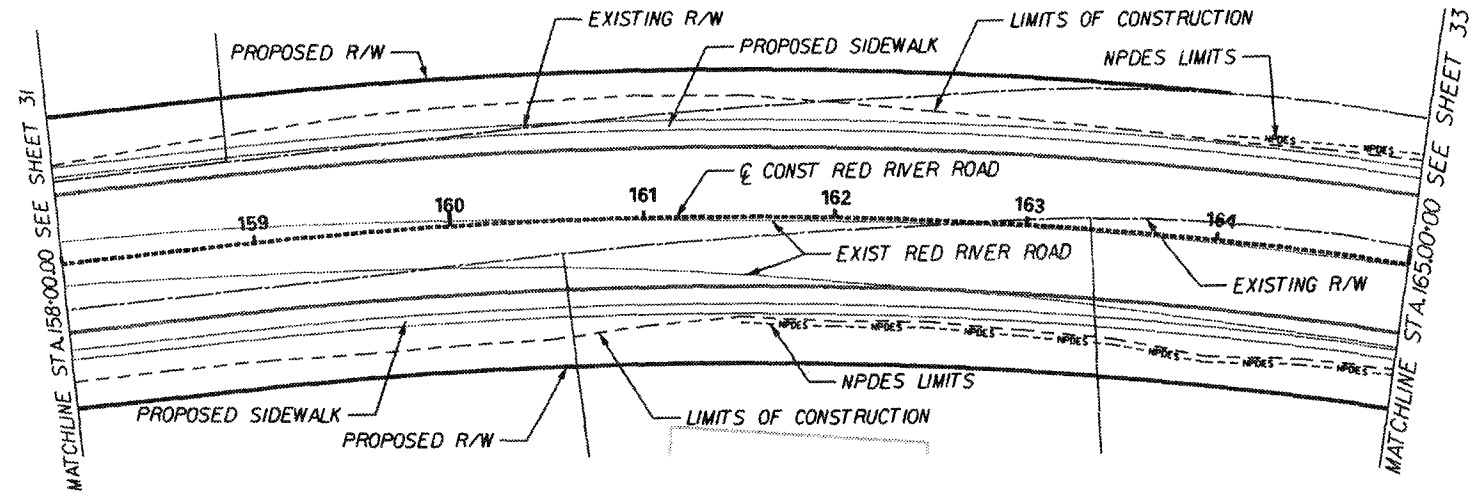 EXISTING R/W
LIMITS OF CONSTRUCTION
PROPOSED R/W
PROPOSED SIDEWALK
NPDES LIMITS
MATCHLINE STA.158+00.00 SEE SHEET 31
MATCHLINE STA.165.00+00 SEE SHEET 33
NPDES NPDES
℄ CONST RED RIVER ROAD
159 160 161 162 163 164
EXIST RED RIVER ROAD
EXISTING R/W
NPDES NPDES NPDES NPDES NPDES NPDES NPDES
NPDES LIMITS
PROPOSED SIDEWALK
LIMITS OF CONSTRUCTION
PROPOSED R/W